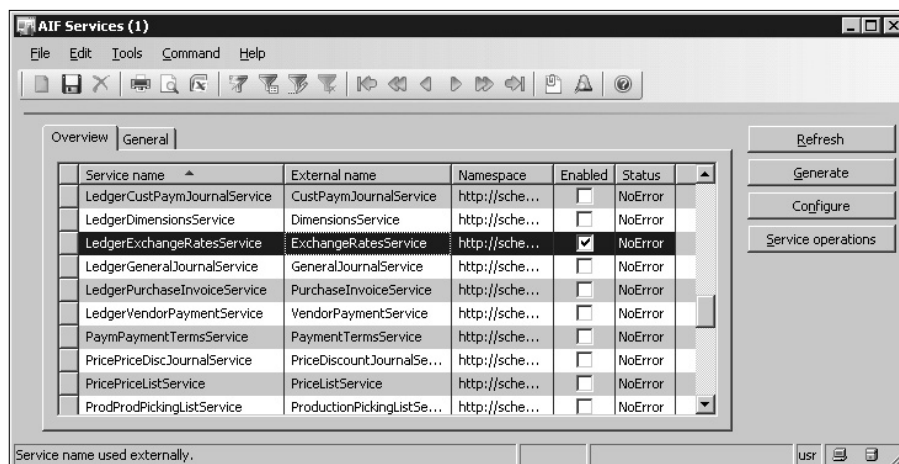 AIF Services (1)
File Edit Tools Command Help
Overview General
Service name External name Namespace Enabled Status
LedgerCustPaymJournalService CustPaymJournalService http://sche... NoError
LedgerDimensionsService DimensionsService http://sche... NoError
LedgerExchangeRatesService ExchangeRatesService http://sche... NoError
LedgerGeneralJournalService GeneralJournalService http://sche... NoError
LedgerPurchaseInvoiceService PurchaseInvoiceService http://sche... NoError
LedgerVendorPaymentService VendorPaymentService http://sche... NoError
PaymPaymentTermsService PaymentTermsService http://sche... NoError
PricePriceDiscJournalService PriceDiscountJournalSe... http://sche... NoError
PricePriceListService PriceListService http://sche... NoError
ProdProdPickingListService ProductionPickingListSe... http://sche... NoError
Refresh
Generate
Configure
Service operations
Service name used externally. usr